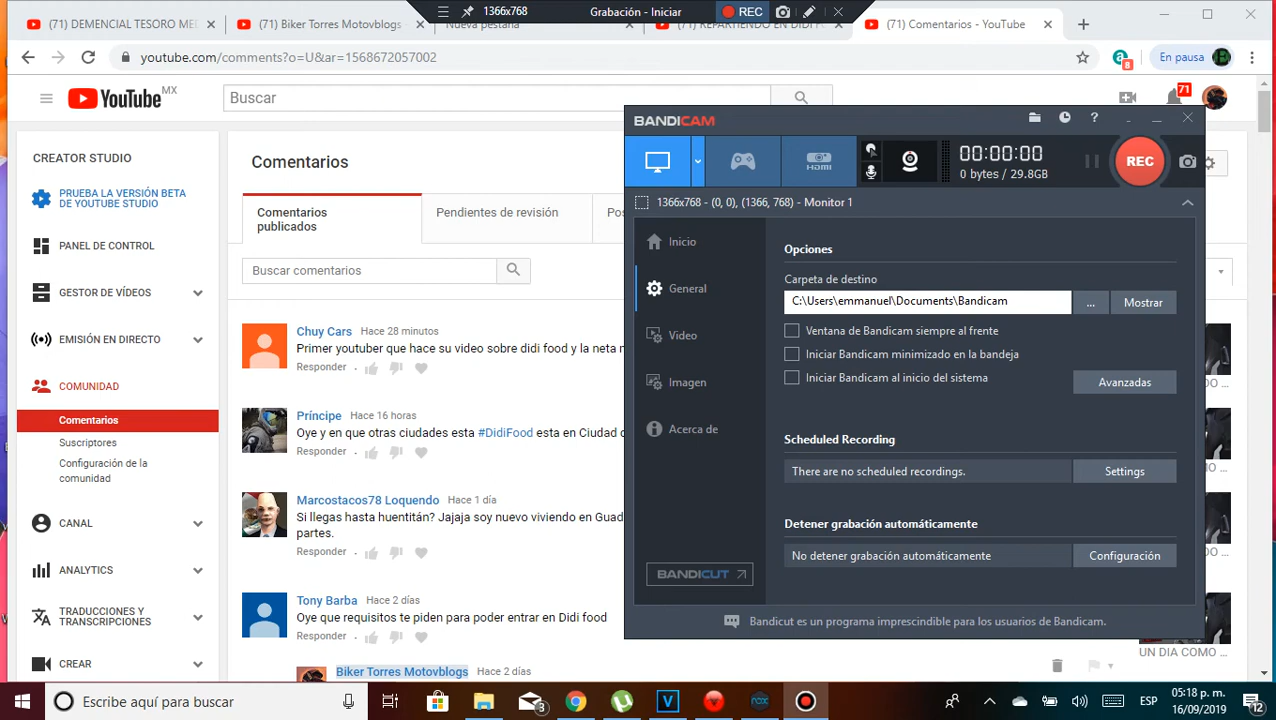 1366x768
Grabación - Iniciar
REC
(71) DEMENCIAL TESORO ME
(71) Biker Torres Motovblogs
Nueva pestaña
(71) REPARTIENDO EN DIDI F
(71) Comentarios - YouTube
youtube.com/comments?o=U&ar=1568672057002
8
En pausa
YouTube MX
Buscar
71
CREATOR STUDIO
PRUEBA LA VERSIÓN BETA
DE YOUTUBE STUDIO
PANEL DE CONTROL
GESTOR DE VÍDEOS
EMISIÓN EN DIRECTO
COMUNIDAD
Comentarios
Suscriptores
Configuración de la
comunidad
CANAL
ANALYTICS
TRADUCCIONES Y
TRANSCRIPCIONES
CREAR
Comentarios
Comentarios
publicados
Pendientes de revisión
Pos
Buscar comentarios
Chuy Cars Hace 28 minutos
Primer youtuber que hace su video sobre didi food y la neta n
Responder
Príncipe Hace 16 horas
Oye y en que otras ciudades esta #DidiFood esta en Ciudad d
Responder
Marcostacos78 Loquendo Hace 1 día
Si llegas hasta huentitán? Jajaja soy nuevo viviendo en Guad
partes.
Responder
Tony Barba Hace 2 días
Oye que requisitos te piden para poder entrar en Didi food
Responder
Biker Torres Motovblogs Hace 2 días
UN DIA COMO ...
BANDICAM
HDMI
00:00:00
0 bytes / 29.8GB
REC
1366x768 - (0, 0), (1366, 768) - Monitor 1
Inicio
General
Video
Imagen
Acerca de
BANDICUT
Opciones
Carpeta de destino
C:\Users\emmanuel\Documents\Bandicam
...
Mostrar
Ventana de Bandicam siempre al frente
Iniciar Bandicam minimizado en la bandeja
Iniciar Bandicam al inicio del sistema
Avanzadas
Scheduled Recording
There are no scheduled recordings.
Settings
Detener grabación automáticamente
No detener grabación automáticamente
Configuración
Bandicut es un programa imprescindible para los usuarios de Bandicam.
Escribe aquí para buscar
3
ESP
05:18 p. m.
16/09/2019
12